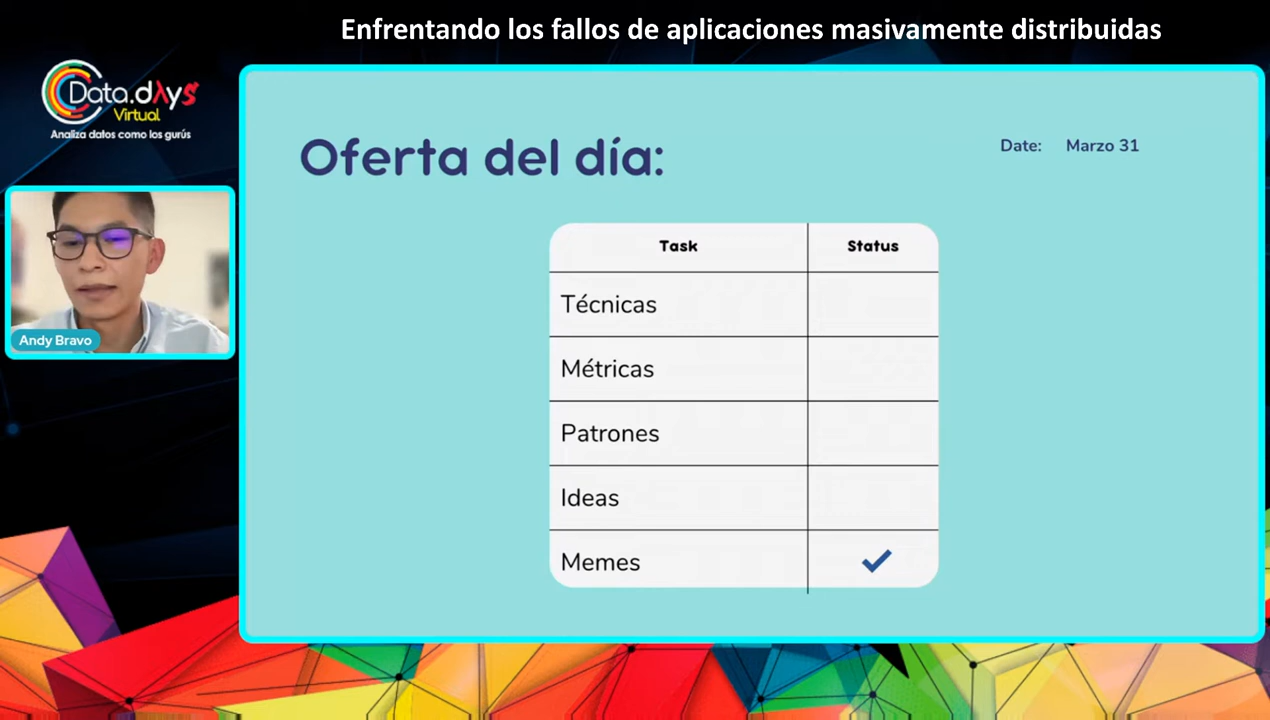 Enfrentando los fallos de aplicaciones masivamente distribuidas
Data.dAys
Virtual
Analiza datos como los gurús
Andy Bravo
Oferta del día:
Date: Marzo 31
Task Status
Técnicas
Métricas
Patrones
Ideas
Memes ✓